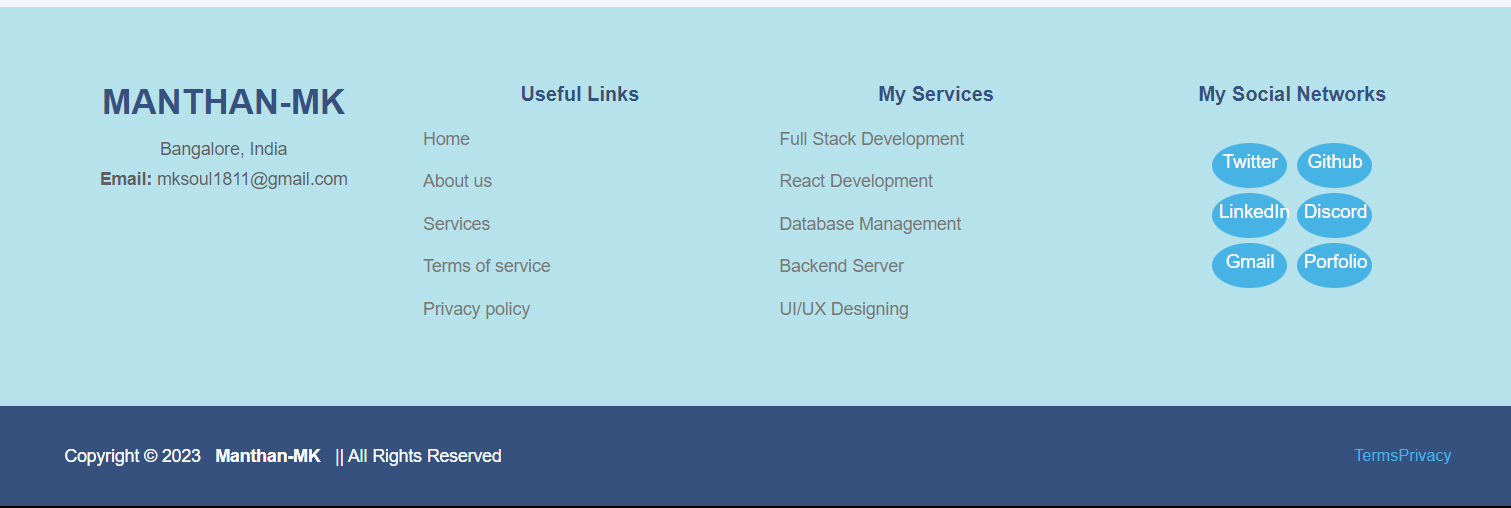 MANTHAN-MK
Bangalore, India
Email: mksoul1811@gmail.com
Useful Links
Home
About us
Services
Terms of service
Privacy policy
My Services
Full Stack Development
React Development
Database Management
Backend Server
UI/UX Designing
My Social Networks
Twitter Github
LinkedIn Discord
Gmail Porfolio
Copyright © 2023 Manthan-MK || All Rights Reserved
TermsPrivacy